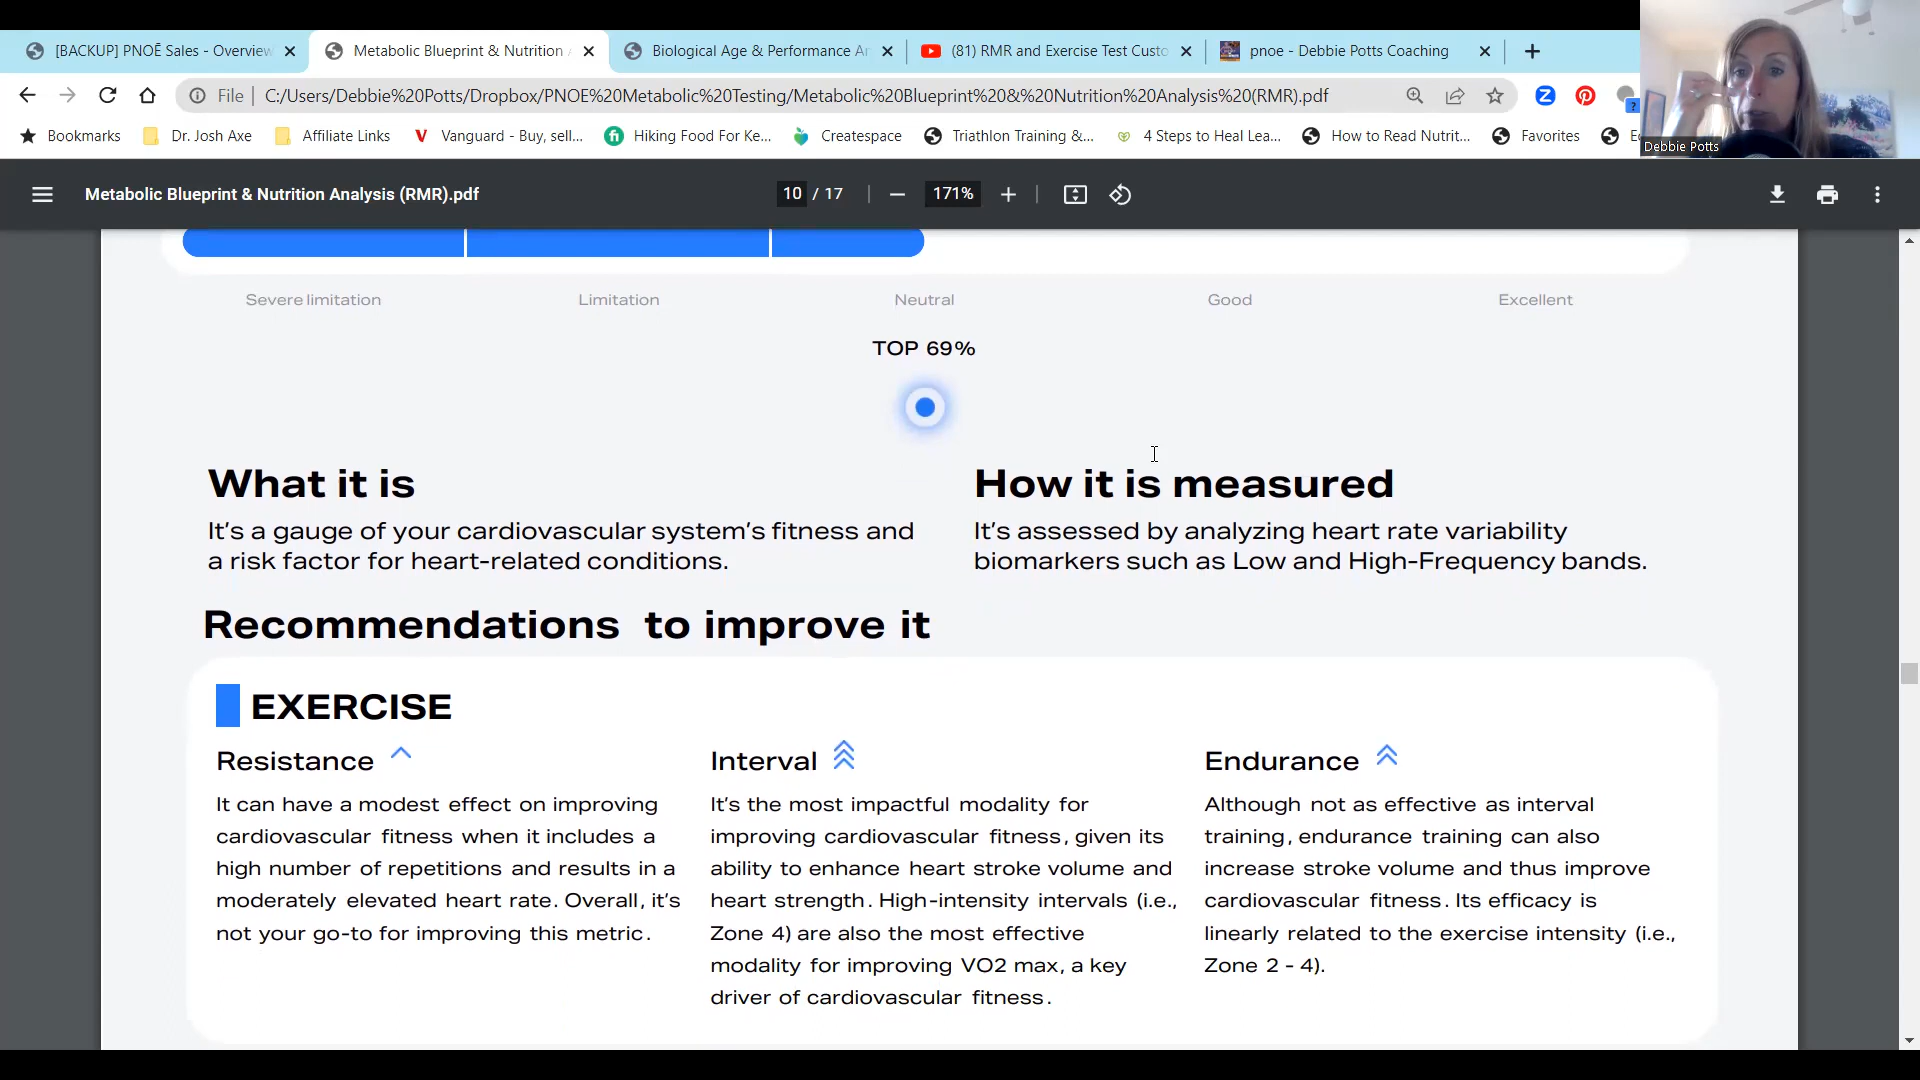 [BACKUP] PNOĒ Sales - Overview
Metabolic Blueprint & Nutrition
Biological Age & Performance An
(81) RMR and Exercise Test Custo
pnoe - Debbie Potts Coaching
File | C:/Users/Debbie%20Potts/Dropbox/PNOE%20Metabolic%20Testing/Metabolic%20Blueprint%20&%20Nutrition%20Analysis%20(RMR).pdf
Bookmarks
Dr. Josh Axe
Affiliate Links
Vanguard - Buy, sell...
Hiking Food For Ke...
Createspace
Triathlon Training &...
4 Steps to Heal Lea...
How to Read Nutrit...
Favorites
Debbie Potts
Metabolic Blueprint & Nutrition Analysis (RMR).pdf
10 / 17
171%
Severe limitation
Limitation
Neutral
Good
Excellent
TOP 69%
What it is
It's a gauge of your cardiovascular system's fitness and
a risk factor for heart-related conditions.
How it is measured
It's assessed by analyzing heart rate variability
biomarkers such as Low and High-Frequency bands.
Recommendations to improve it
EXERCISE
Resistance
It can have a modest effect on improving
cardiovascular fitness when it includes a
high number of repetitions and results in a
moderately elevated heart rate. Overall, it's
not your go-to for improving this metric.
Interval
It's the most impactful modality for
improving cardiovascular fitness, given its
ability to enhance heart stroke volume and
heart strength. High-intensity intervals (i.e.,
Zone 4) are also the most effective
modality for improving VO2 max, a key
driver of cardiovascular fitness.
Endurance
Although not as effective as interval
training, endurance training can also
increase stroke volume and thus improve
cardiovascular fitness. Its efficacy is
linearly related to the exercise intensity (i.e.,
Zone 2 - 4).